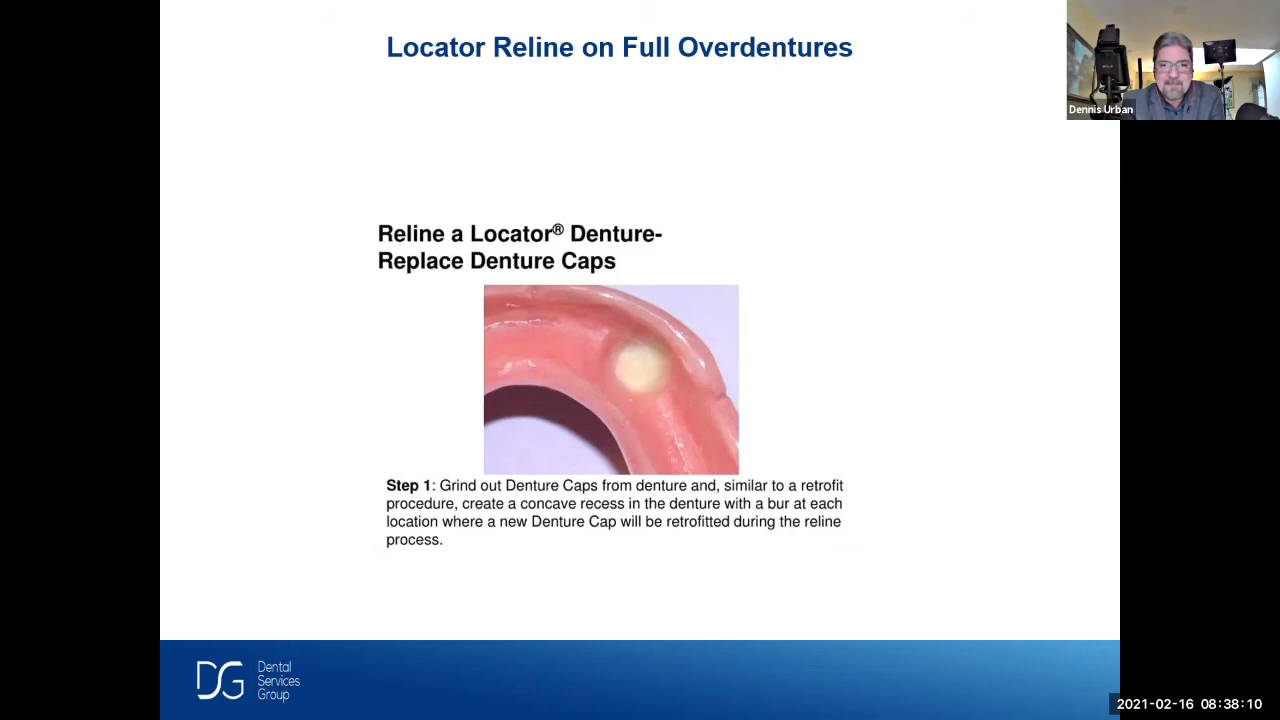 Locator Reline on Full Overdentures
Dennis Urban
Reline a Locator® Denture-
Replace Denture Caps
Step 1: Grind out Denture Caps from denture and, similar to a retrofit
procedure, create a concave recess in the denture with a bur at each
location where a new Denture Cap will be retrofitted during the reline
process.
DSG
Dental
Services
Group
2021-02-16 08:38:10